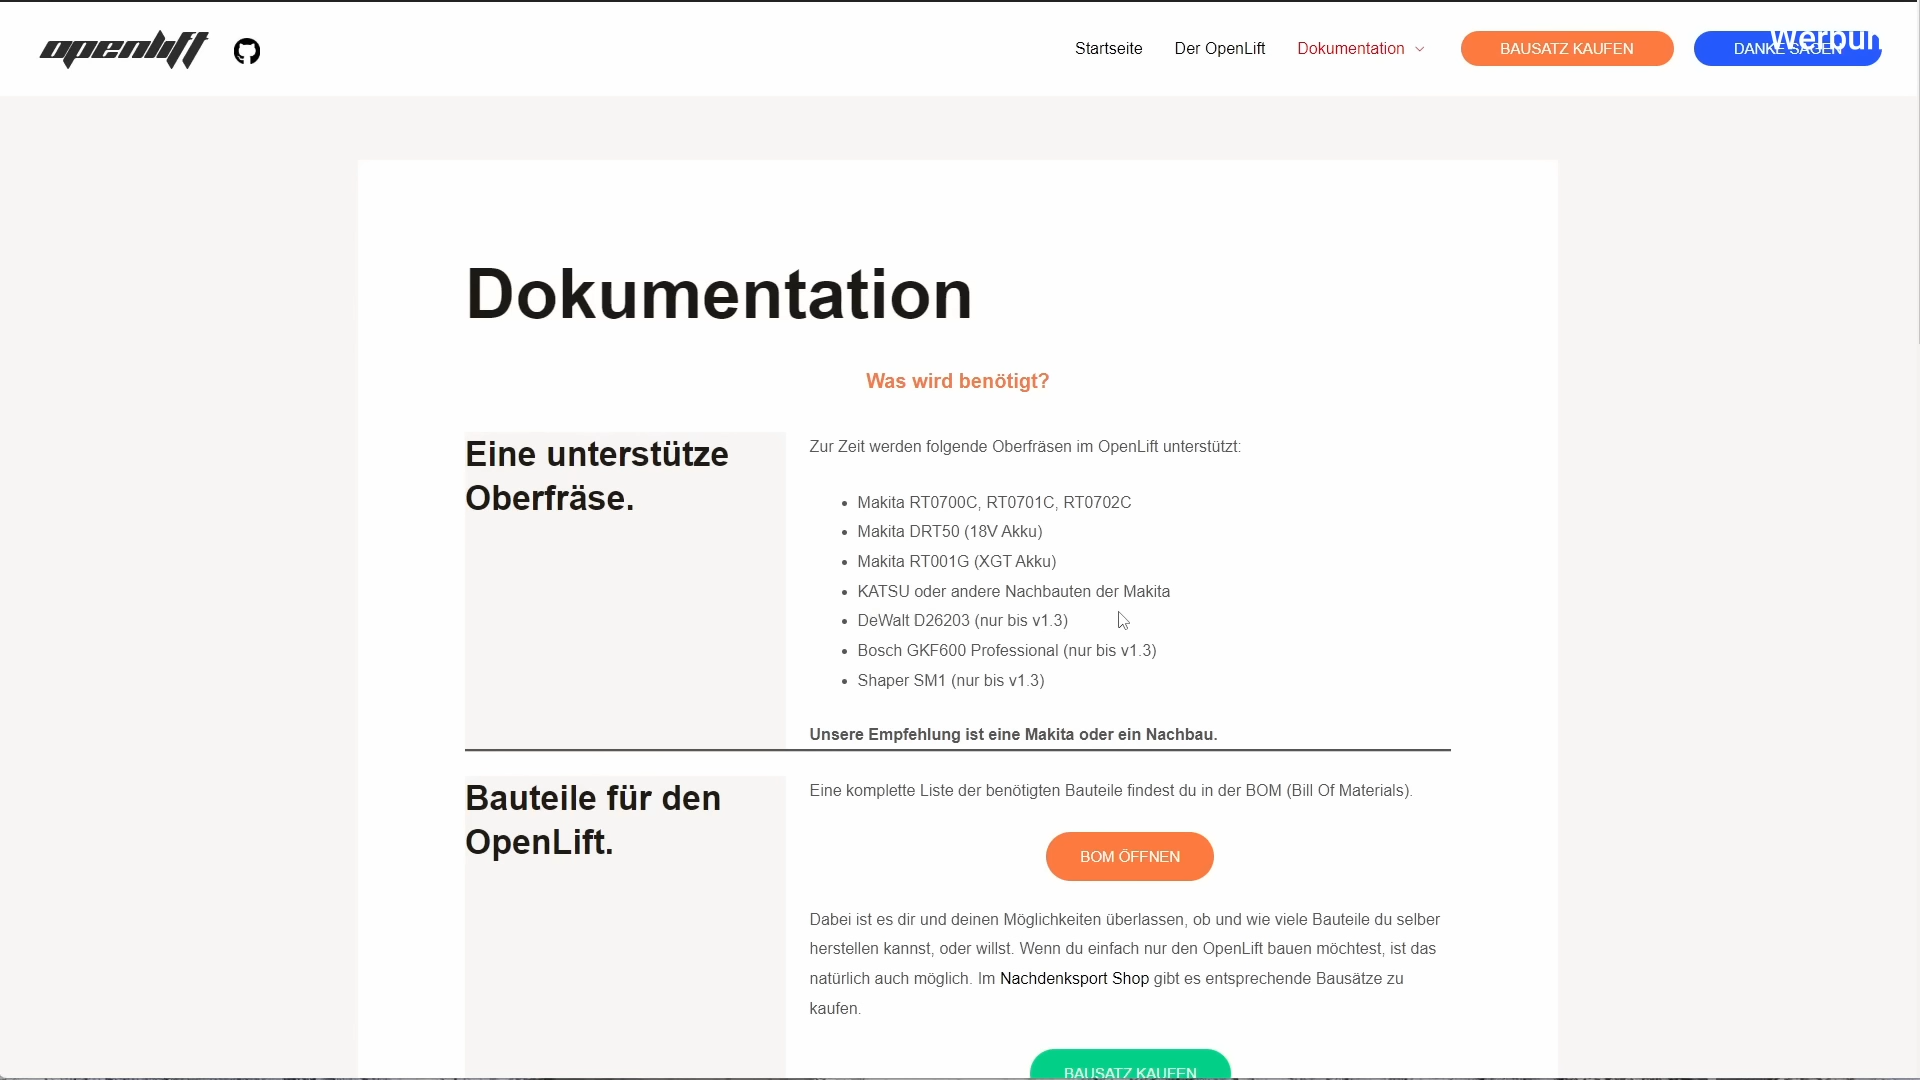 openlift
Startseite
Der OpenLift
Dokumentation
BAUSATZ KAUFEN
DANKE SAGEN
Werbun
Dokumentation
Was wird benötigt?
Eine unterstütze
Oberfräse.
Zur Zeit werden folgende Oberfräsen im OpenLift unterstützt:
• Makita RT0700C, RT0701C, RT0702C
• Makita DRT50 (18V Akku)
• Makita RT001G (XGT Akku)
• KATSU oder andere Nachbauten der Makita
• DeWalt D26203 (nur bis v1.3)
• Bosch GKF600 Professional (nur bis v1.3)
• Shaper SM1 (nur bis v1.3)
Unsere Empfehlung ist eine Makita oder ein Nachbau.
Bauteile für den
OpenLift.
Eine komplette Liste der benötigten Bauteile findest du in der BOM (Bill Of Materials).
BOM ÖFFNEN
Dabei ist es dir und deinen Möglichkeiten überlassen, ob und wie viele Bauteile du selber
herstellen kannst, oder willst. Wenn du einfach nur den OpenLift bauen möchtest, ist das
natürlich auch möglich. Im Nachdenksport Shop gibt es entsprechende Bausätze zu
kaufen.
BAUSATZ KAUFEN